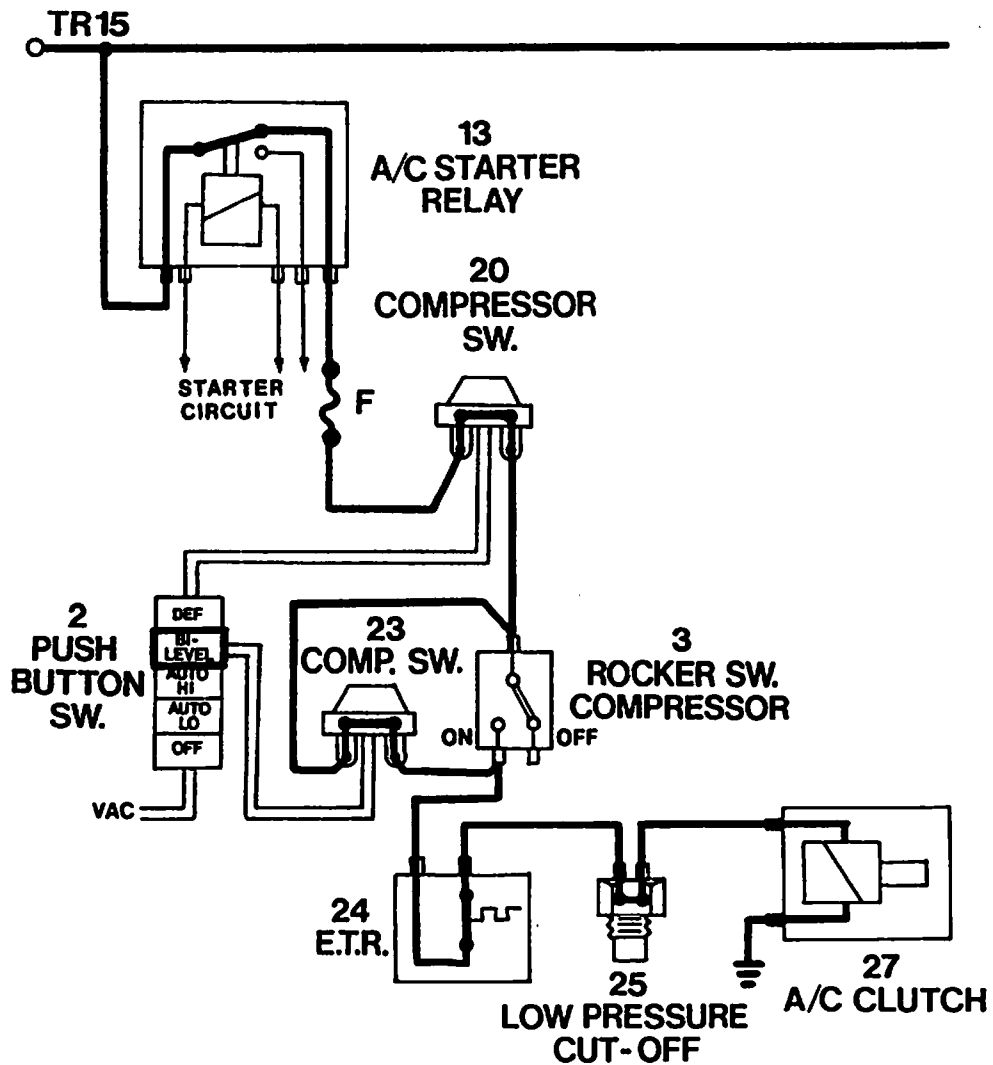 TR15
13
A/C STARTER
RELAY
20
COMPRESSOR
SW.
STARTER
CIRCUIT
F
2
PUSH
BUTTON
SW.
DEF
BI-
LEVEL
AUTO
HI
AUTO
LO
OFF
VAC
23
COMP. SW.
3
ROCKER SW.
COMPRESSOR
ON
OFF
24
E.T.R.
25
LOW PRESSURE
CUT-OFF
27
A/C CLUTCH